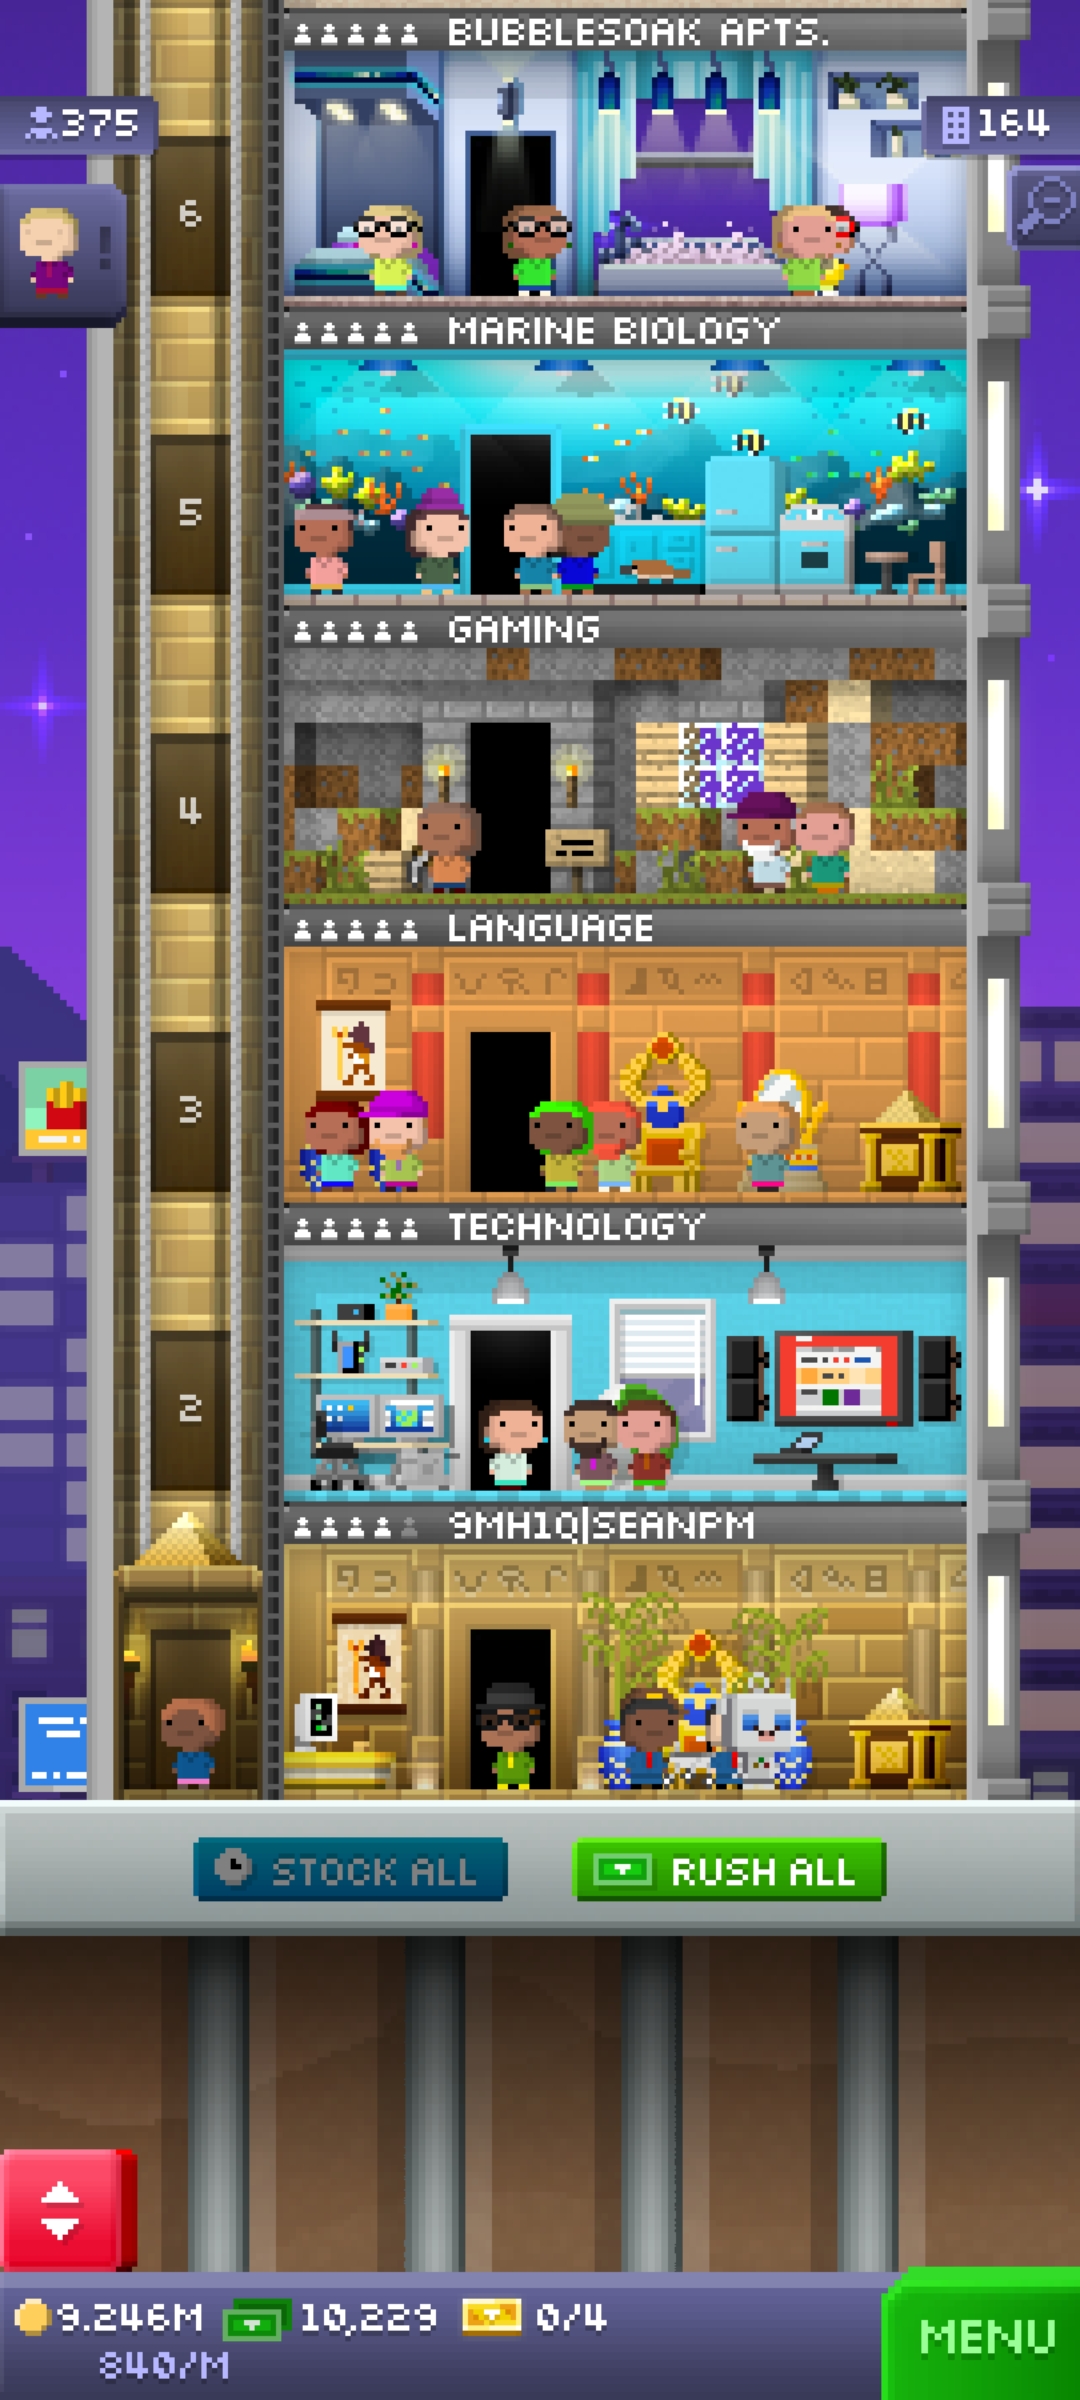 BUBBLESOAK APTS.
375
164
6
MARINE BIOLOGY
5
GAMING
4
LANGUAGE
3
TECHNOLOGY
2
9MH1Q|SEANPM
STOCK ALL
RUSH ALL
9.246M
10,229
0/4
840/M
MENU